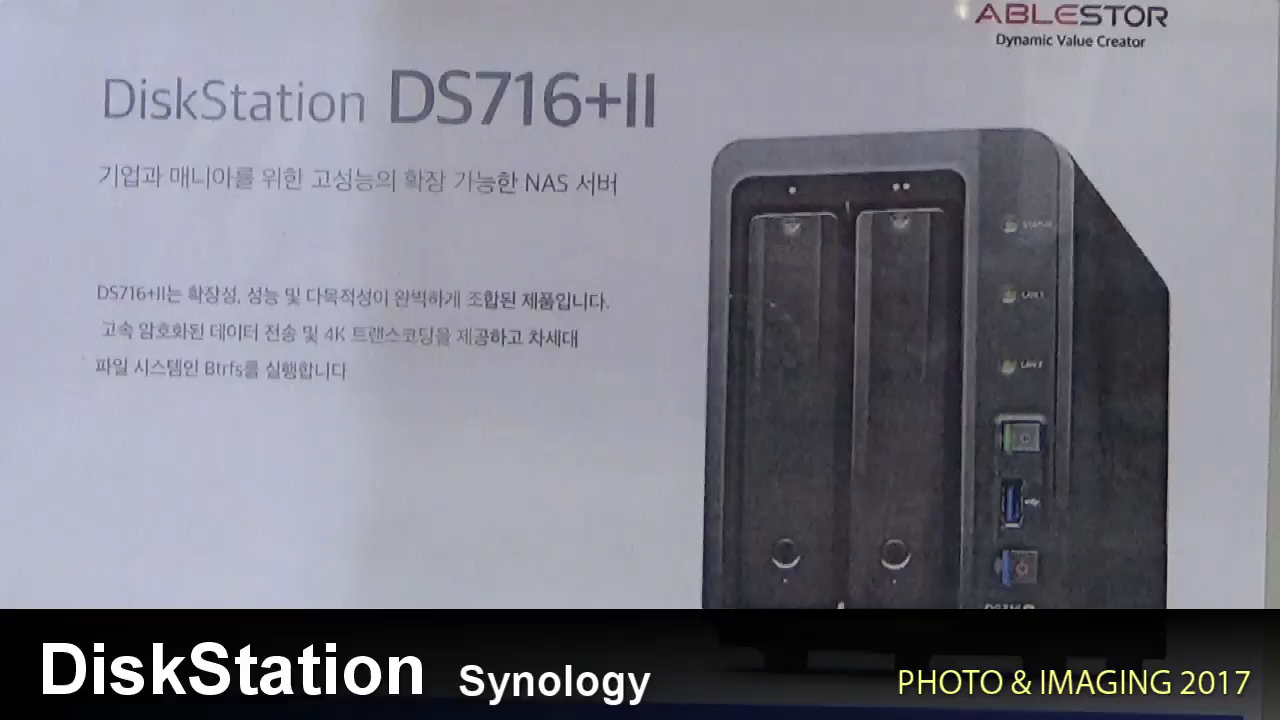 ABLESTOR
Dynamic Value Creator
DiskStation DS716+II
기업과 매니아를 위한 고성능의 확장 가능한 NAS 서버
DS716+II는 확장성, 성능 및 다목적성이 완벽하게 조합된 제품입니다.
고속 암호화된 데이터 전송 및 4K 트랜스코딩을 제공하고 차세대
파일 시스템인 Btrfs를 실행합니다
STATUS
LAN 1
LAN 2
DiskStation Synology
PHOTO & IMAGING 2017